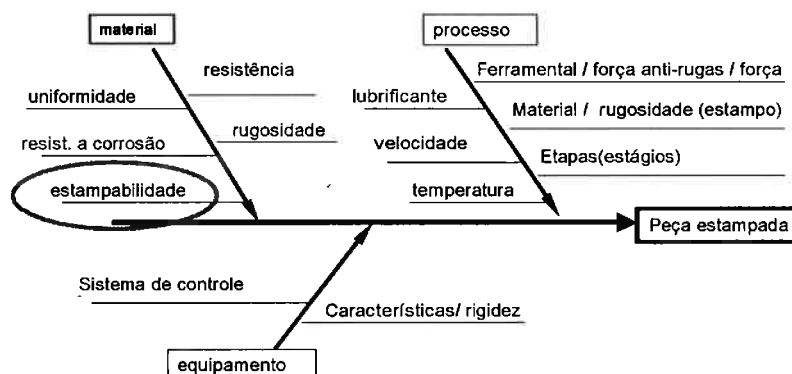 material
processo
resistência
Ferramental / força anti-rugas / força
uniformidade
lubrificante
Material / rugosidade (estampo)
rugosidade
resist. a corrosão
velocidade
Etapas(estágios)
estampabilidade
temperatura
Peça estampada
Sistema de controle
Características/ rigidez
equipamento